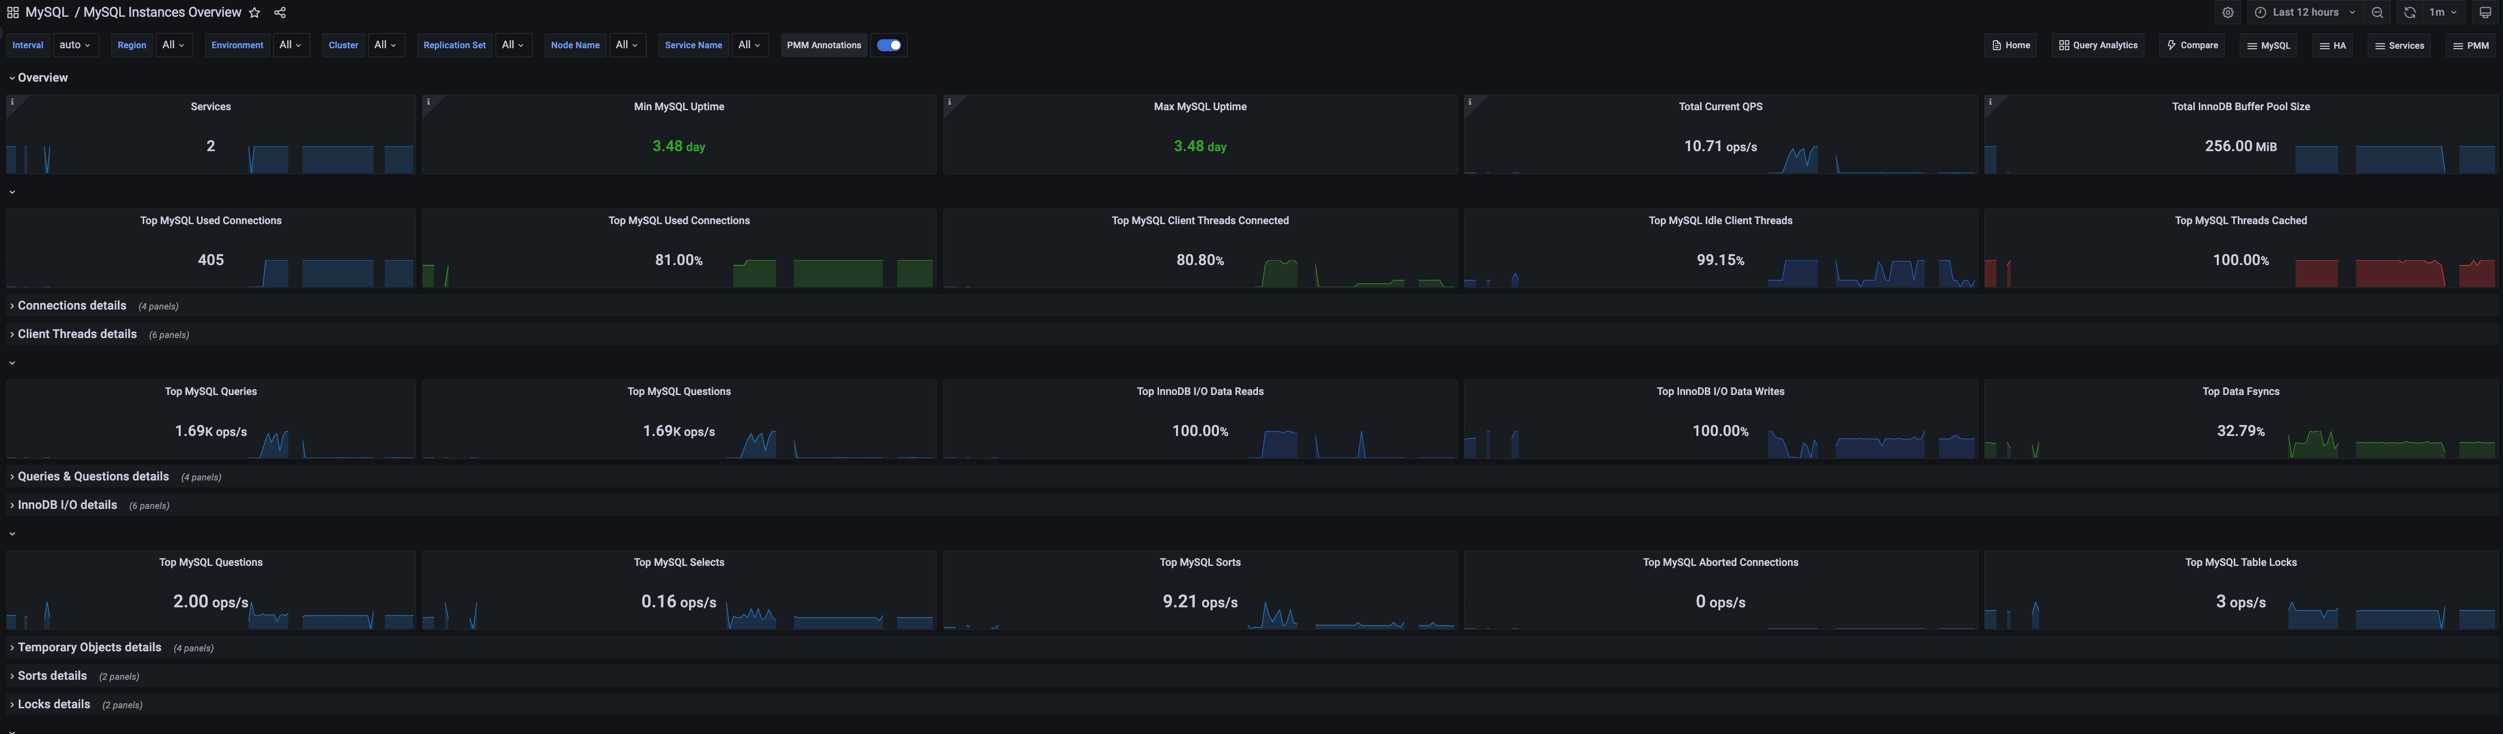 MySQL / MySQL Instances Overview
Last 12 hours
1m
Interval auto Region All Environment All Cluster All Replication Set All Node Name All Service Name All PMM Annotations
Home Query Analytics Compare MySQL HA Services PMM
Overview
Services
2
Min MySQL Uptime
3.48 day
Max MySQL Uptime
3.48 day
Total Current QPS
10.71 ops/s
Total InnoDB Buffer Pool Size
256.00 MiB
Top MySQL Used Connections
405
Top MySQL Used Connections
81.00%
Top MySQL Client Threads Connected
80.80%
Top MySQL Idle Client Threads
99.15%
Top MySQL Threads Cached
100.00%
Connections details (4 panels)
Client Threads details (6 panels)
Top MySQL Queries
1.69K ops/s
Top MySQL Questions
1.69K ops/s
Top InnoDB I/O Data Reads
100.00%
Top InnoDB I/O Data Writes
100.00%
Top Data Fsyncs
32.79%
Queries & Questions details (4 panels)
InnoDB I/O details (6 panels)
Top MySQL Questions
2.00 ops/s
Top MySQL Selects
0.16 ops/s
Top MySQL Sorts
9.21 ops/s
Top MySQL Aborted Connections
0 ops/s
Top MySQL Table Locks
3 ops/s
Temporary Objects details (4 panels)
Sorts details (2 panels)
Locks details (2 panels)